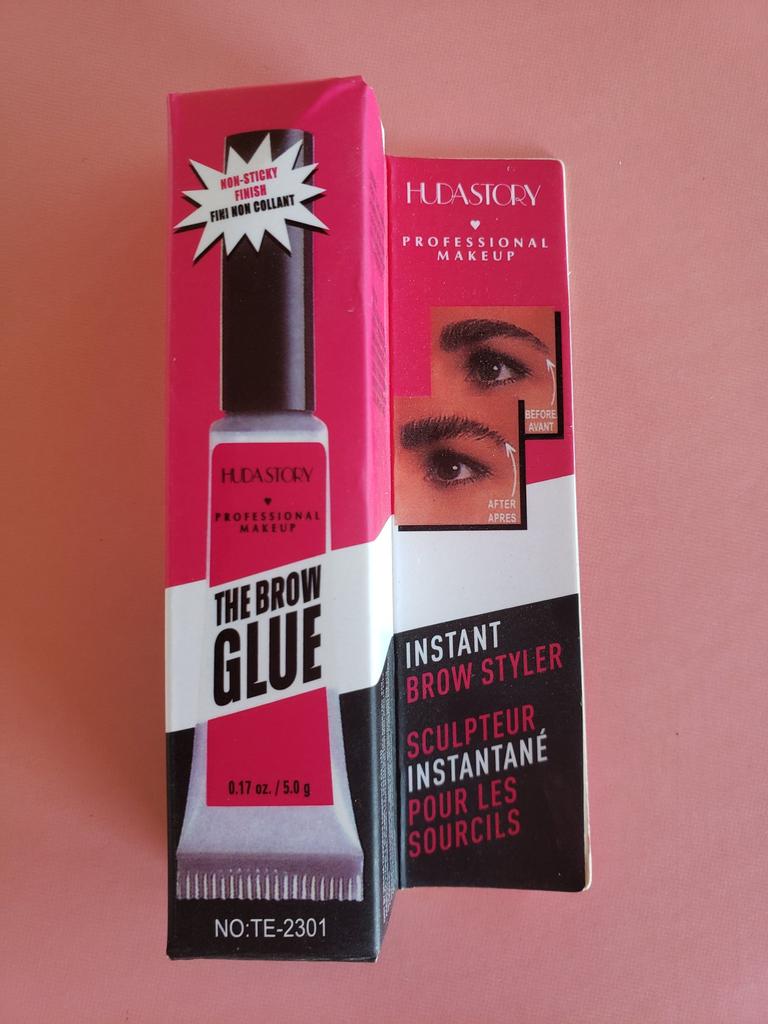 NON-STICKY
FINISH
FINI NON COLLANT
HUDASTORY
PROFESSIONAL
MAKEUP
THE BROW
GLUE
0.17 oz. / 5.0 g
NO:TE-2301
HUDASTORY
PROFESSIONAL
MAKEUP
BEFORE
AVANT
AFTER
APRES
INSTANT
BROW STYLER
SCULPTEUR
INSTANTANÉ
POUR LES
SOURCILS